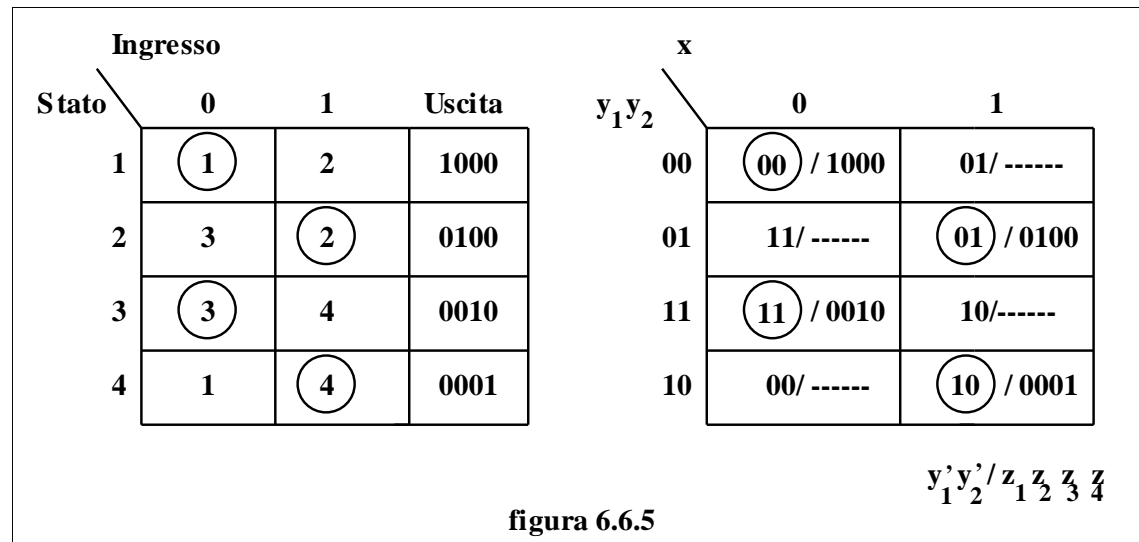 Ingresso x
Stato 0 1 Uscita y1y2 0 1
1 1 2 1000 00 00 / 1000 01/ ------
2 3 2 0100 01 11/ ------ 01 / 0100
3 3 4 0010 11 11 / 0010 10/------
4 1 4 0001 10 00/ ------ 10 / 0001
y1'y2'/ z1 z2 z3 z4
figura 6.6.5